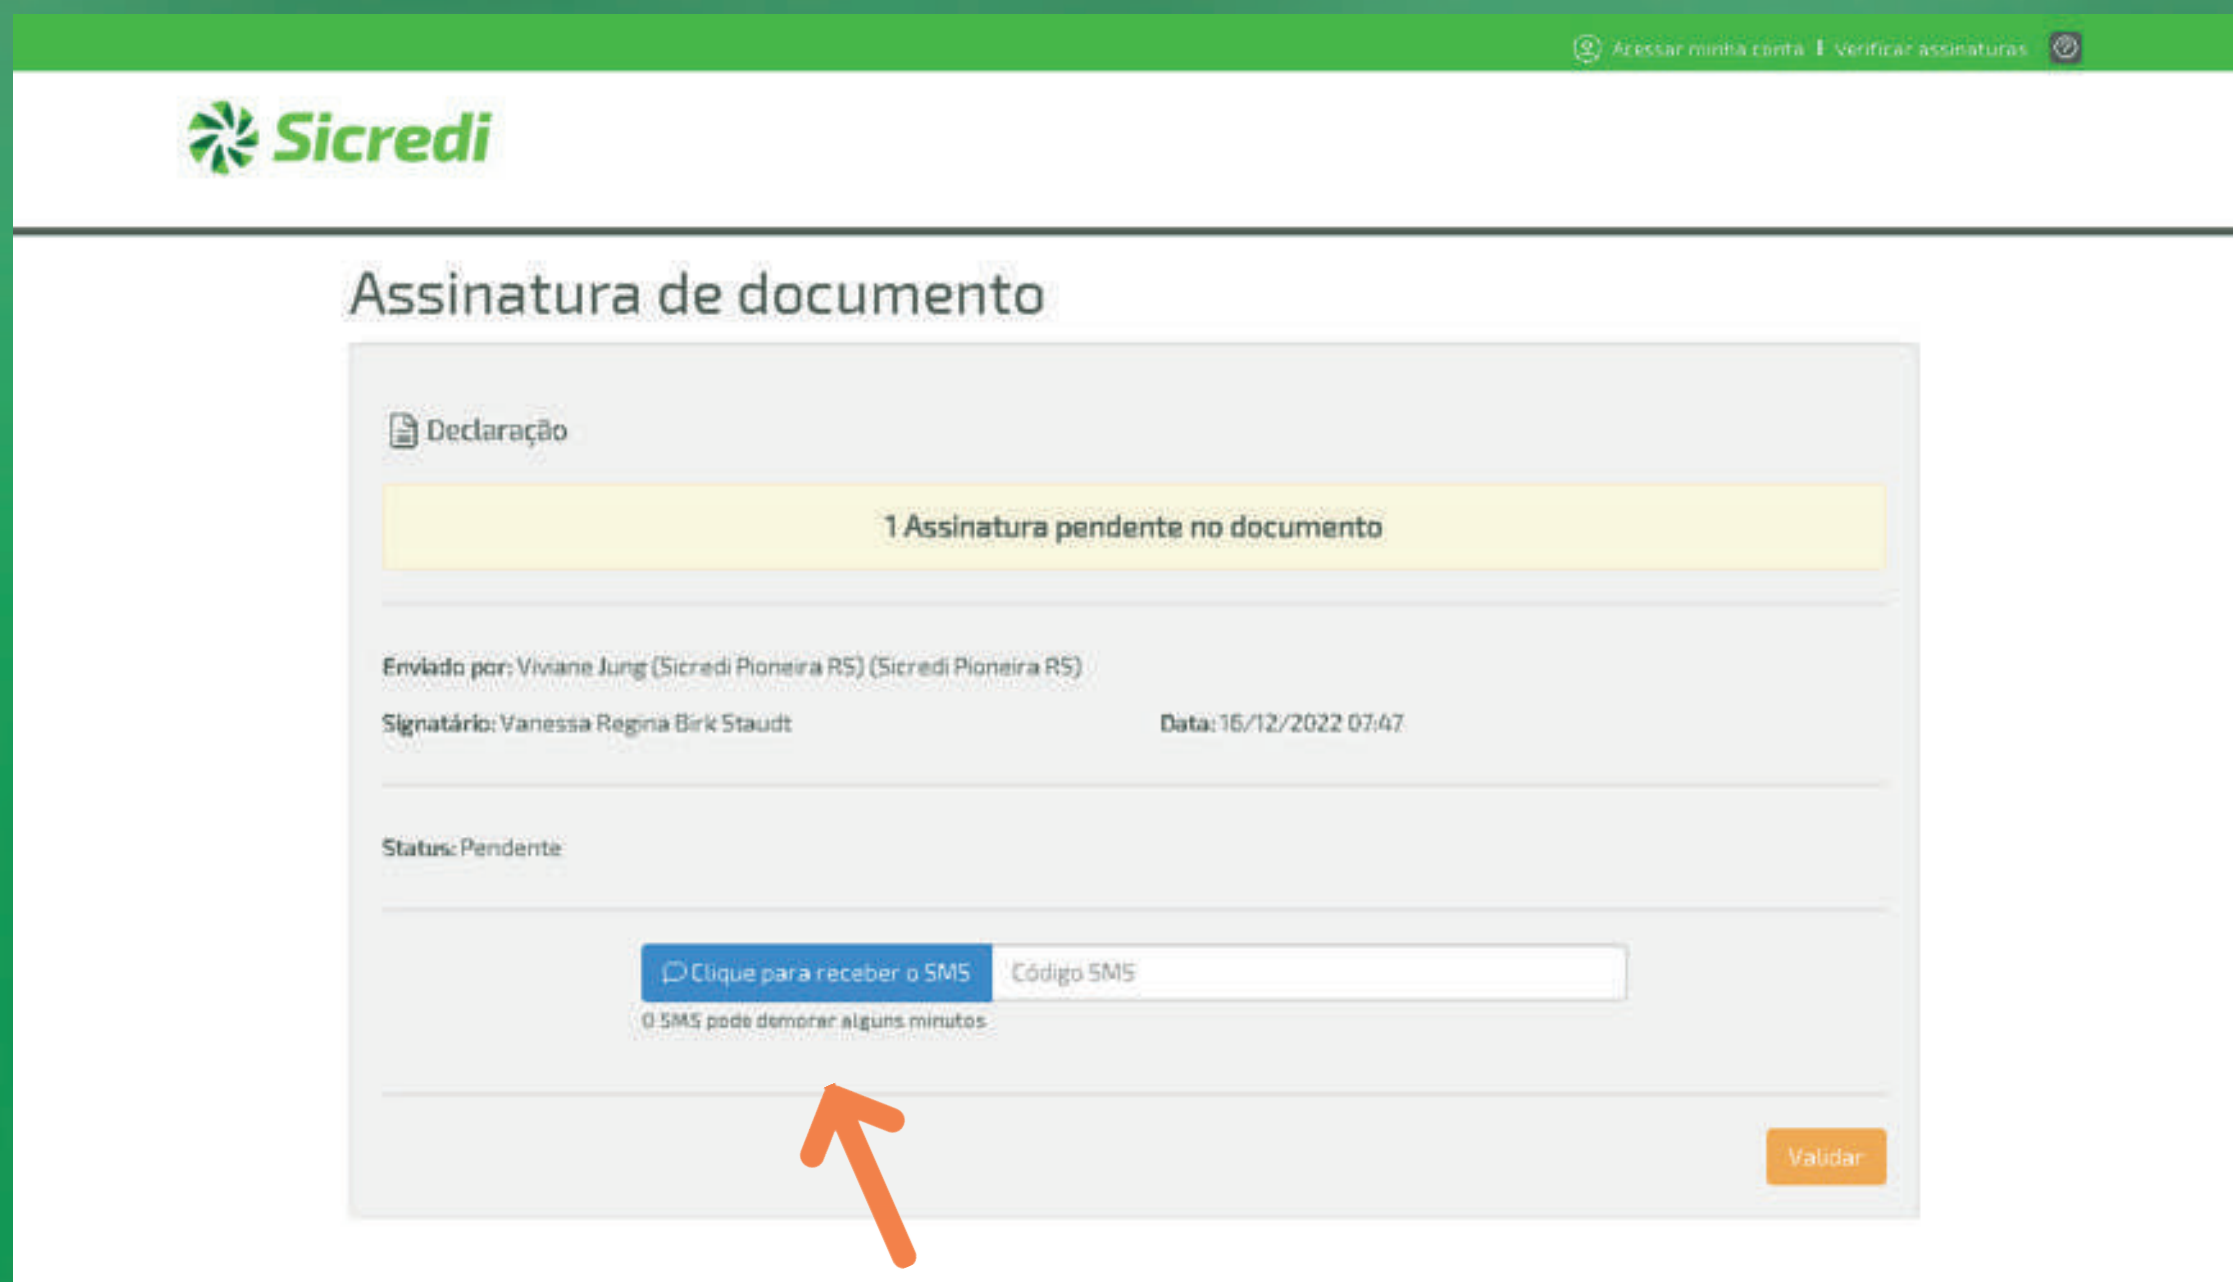 Acessar minha conta | Verificar assinaturas
Sicredi
Assinatura de documento
Declaração
1 Assinatura pendente no documento
Enviado por: Viviane Jung (Sicredi Pioneira RS) (Sicredi Pioneira RS)
Signatário: Vanessa Regina Birk Staudt Data: 16/12/2022 07:47
Status: Pendente
Clique para receber o SMS Código SMS
O SMS pode demorar alguns minutos
Validar